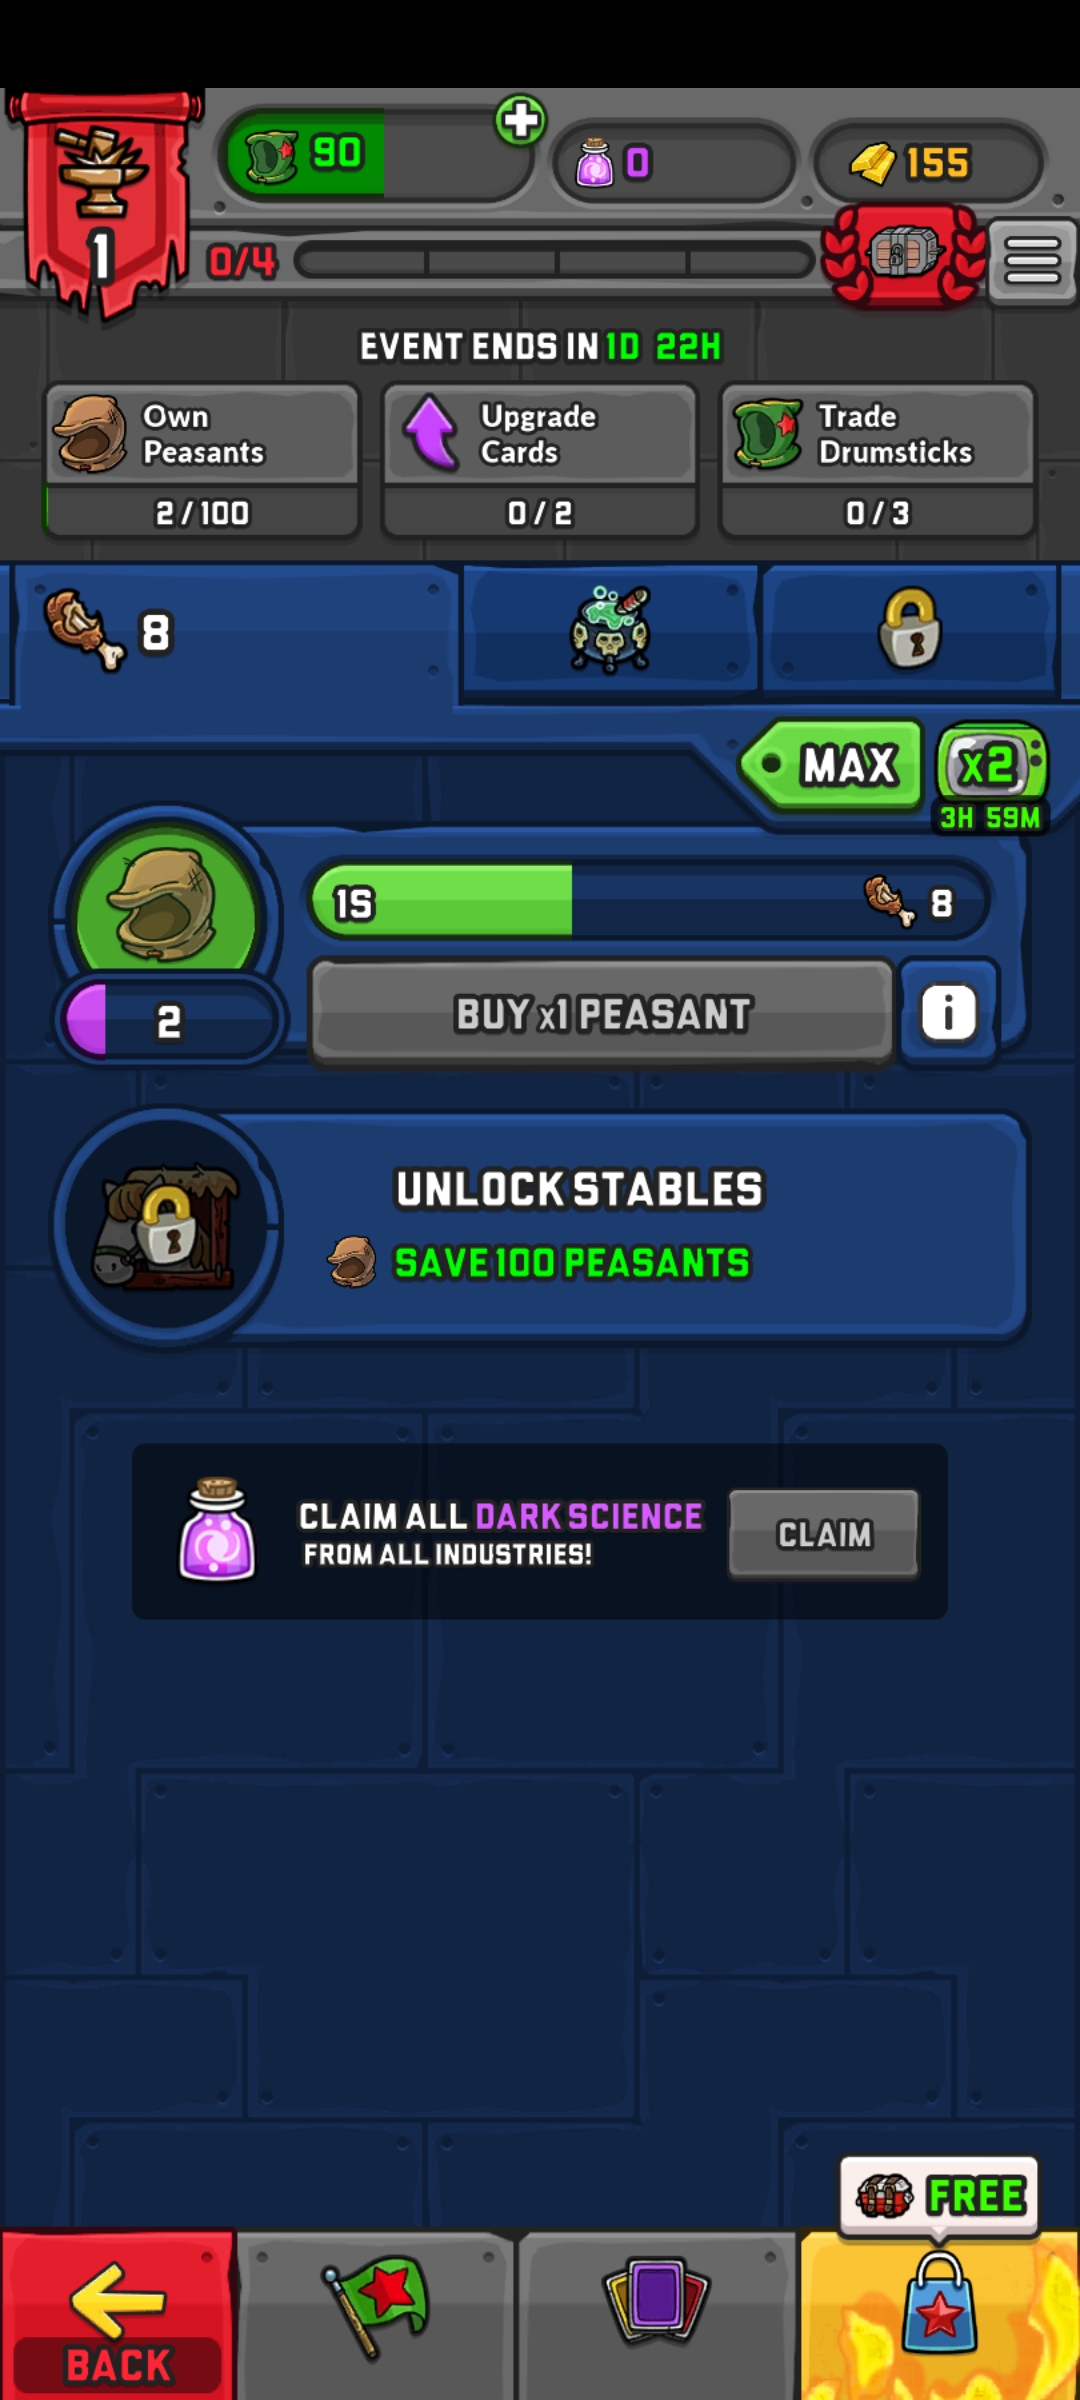 90
0
155
1
0/4
EVENT ENDS IN 1D 22H
Own
Peasants
2/100
Upgrade
Cards
0/2
Trade
Drumsticks
0/3
8
MAX
x2
3H 59M
1S
8
2
BUY x1 PEASANT
i
UNLOCK STABLES
SAVE 100 PEASANTS
CLAIM ALL DARK SCIENCE
FROM ALL INDUSTRIES!
CLAIM
FREE
BACK